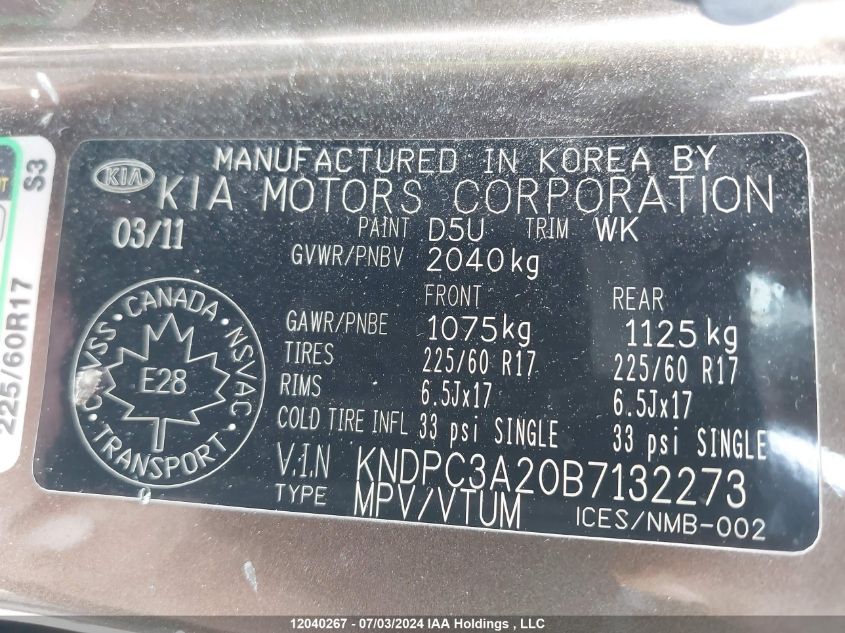 MANUFACTURED IN KOREA BY
KIA
KIA MOTORS CORPORATION
03/11 PAINT D5U TRIM WK
GVWR/PNBV 2040kg
FRONT REAR
GAWR/PNBE 1075kg 1125 kg
TIRES 225/60 R17 225/60 R17
RIMS 6.5Jx17 6.5Jx17
COLD TIRE INFL 33 psi SINGLE 33 psi SINGLE
V.I.N KNDPC3A20B7132273
TYPE MPV/VTUM ICES/NMB-002
CANADA
CMVSS NSVAC
E28
TRANSPORT
S3
225/60R17
12040267 - 07/03/2024 IAA Holdings , LLC